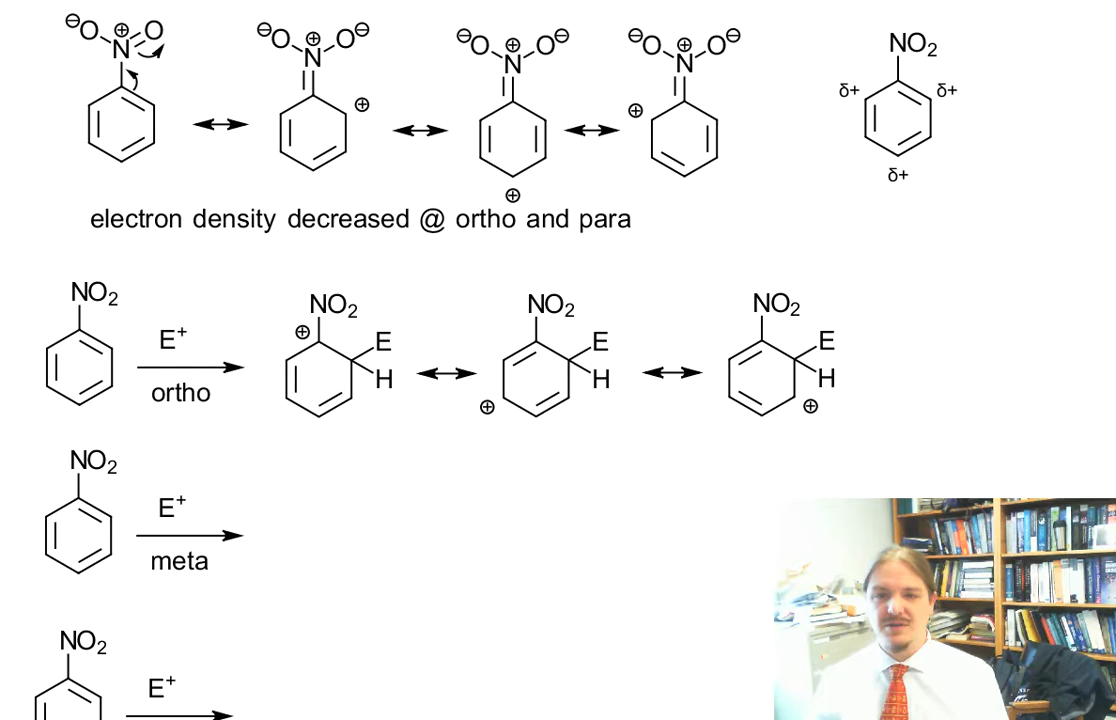 ⊖O N⊕ O ⊖O N⊕ O⊖ ⊖O N⊕ O⊖ ⊖O N⊕ O⊖ NO₂
⊕ ⊕ δ+ δ+
⊕ δ+
electron density decreased @ ortho and para
NO₂ NO₂ NO₂ NO₂
E⁺ ⊕ E E E
ortho H H H
⊕ ⊕
NO₂
E⁺
meta
NO₂
E⁺